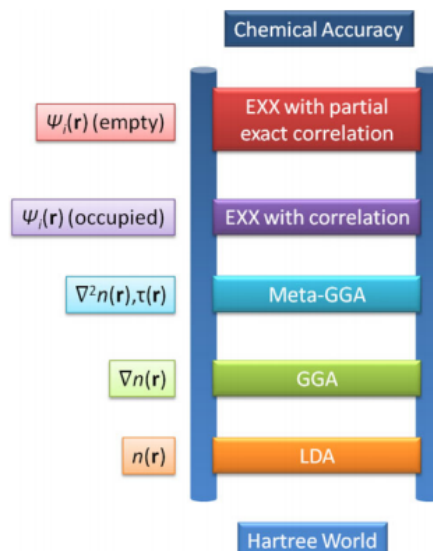 Chemical Accuracy
Ψi(r) (empty)
EXX with partial
exact correlation
Ψi(r) (occupied)
EXX with correlation
∇²n(r),τ(r)
Meta-GGA
∇n(r)
GGA
n(r)
LDA
Hartree World